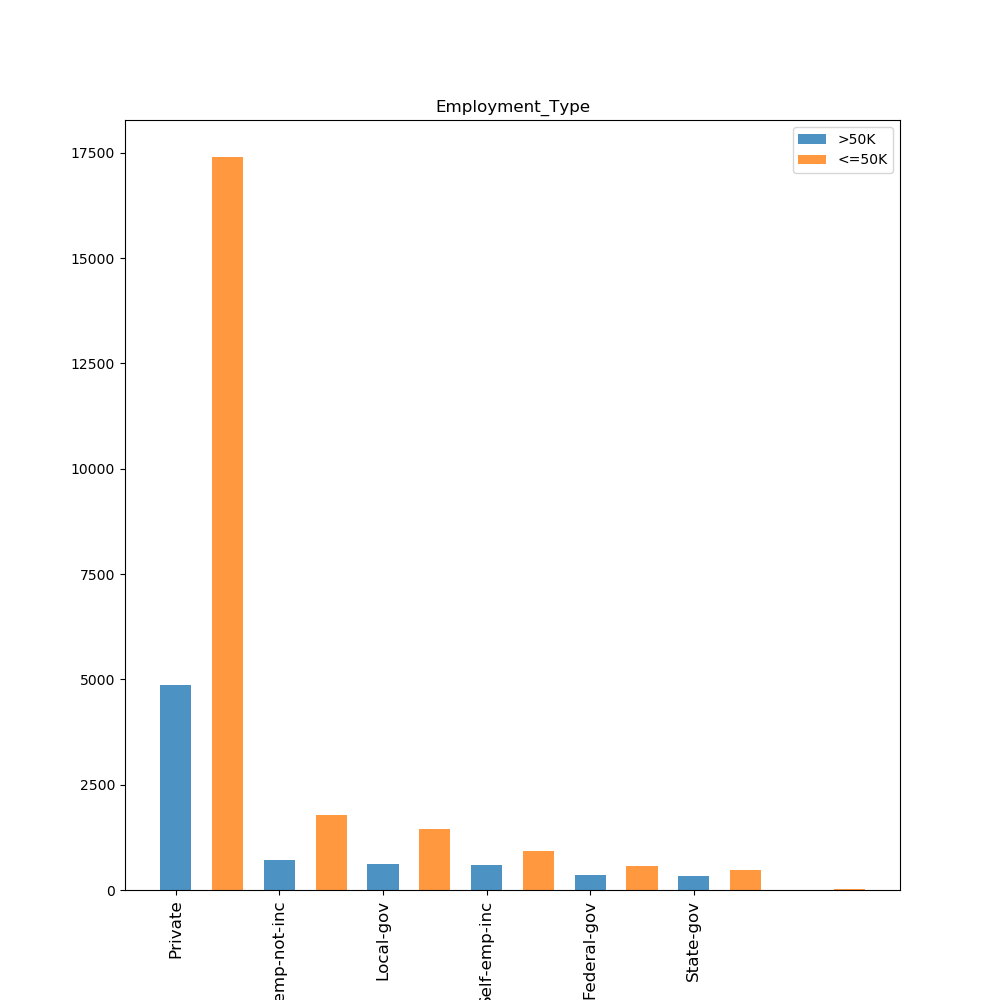 Employment_Type
>50K
<=50K
17500
15000
12500
10000
7500
5000
2500
0
Private
emp-not-inc
Local-gov
Self-emp-inc
Federal-gov
State-gov